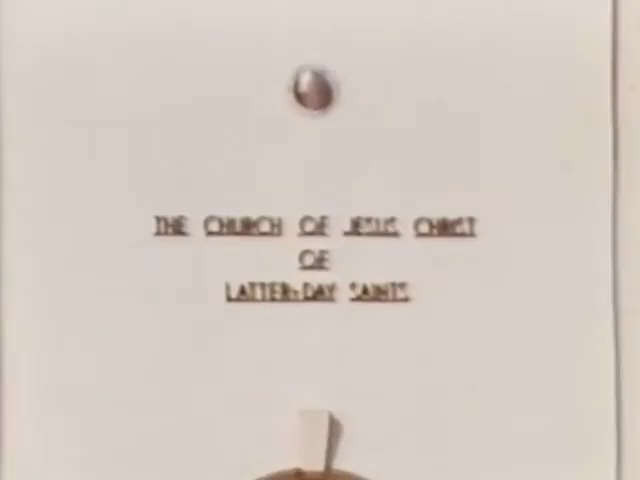 THE CHURCH OF JESUS CHRIST
OF
LATTER-DAY SAINTS